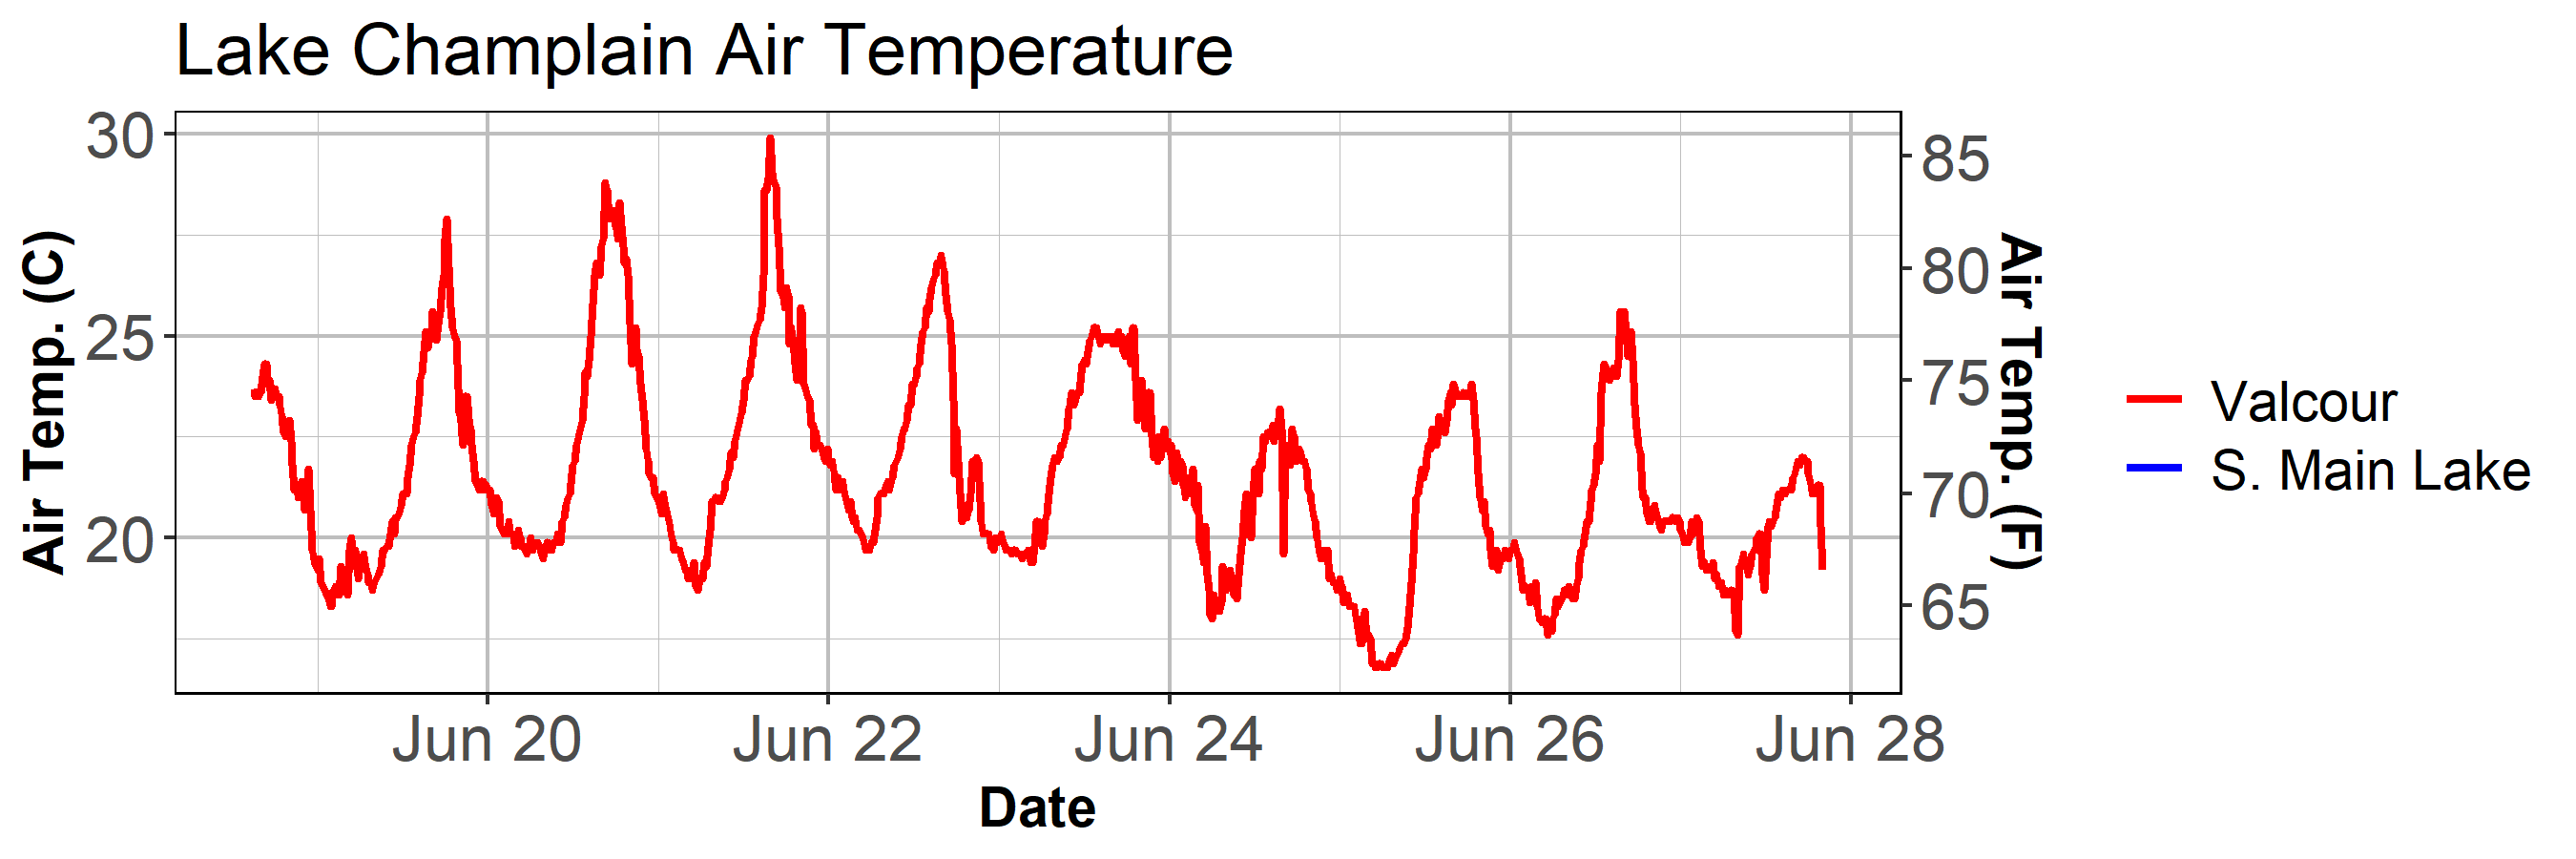 Lake Champlain Air Temperature
Air Temp. (C)
30
25
20
85
80
75
70
65
Air Temp. (F)
Jun 20
Jun 22
Jun 24
Jun 26
Jun 28
Date
Valcour
S. Main Lake